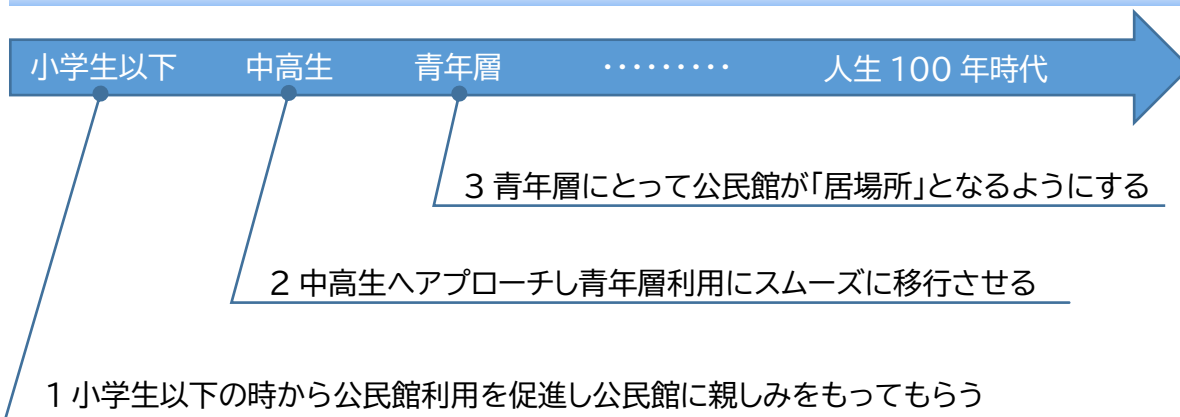 小学生以下 中高生 青年層 ・・・・・・・・・ 人生 100 年時代
3 青年層にとって公民館が「居場所」となるようにする
2 中高生へアプローチし青年層利用にスムーズに移行させる
1 小学生以下の時から公民館利用を促進し公民館に親しみをもってもらう